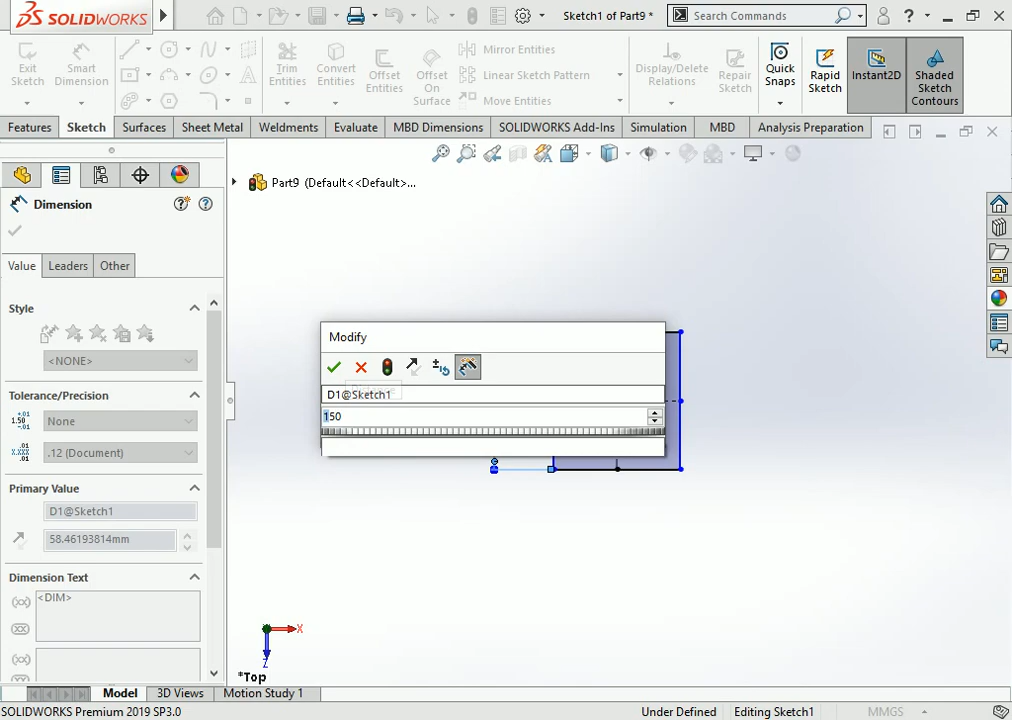 SOLIDWORKS
Sketch1 of Part9 *
Search Commands
?
Exit Sketch
Smart Dimension
Trim Entities
Convert Entities
Offset Entities
Offset On Surface
Mirror Entities
Linear Sketch Pattern
Move Entities
Display/Delete Relations
Repair Sketch
Quick Snaps
Rapid Sketch
Instant2D
Shaded Sketch Contours
Features
Sketch
Surfaces
Sheet Metal
Weldments
Evaluate
MBD Dimensions
SOLIDWORKS Add-Ins
Simulation
MBD
Analysis Preparation
Part9 (Default<<Default>...
Dimension
Value
Leaders
Other
Style
<NONE>
Tolerance/Precision
1.50
None
X.XXX
.12 (Document)
Primary Value
D1@Sketch1
58.46193814mm
Dimension Text
<DIM>
Modify
D1@Sketch1
150
X
Z
*Top
Model
3D Views
Motion Study 1
SOLIDWORKS Premium 2019 SP3.0
Under Defined
Editing Sketch1
MMGS